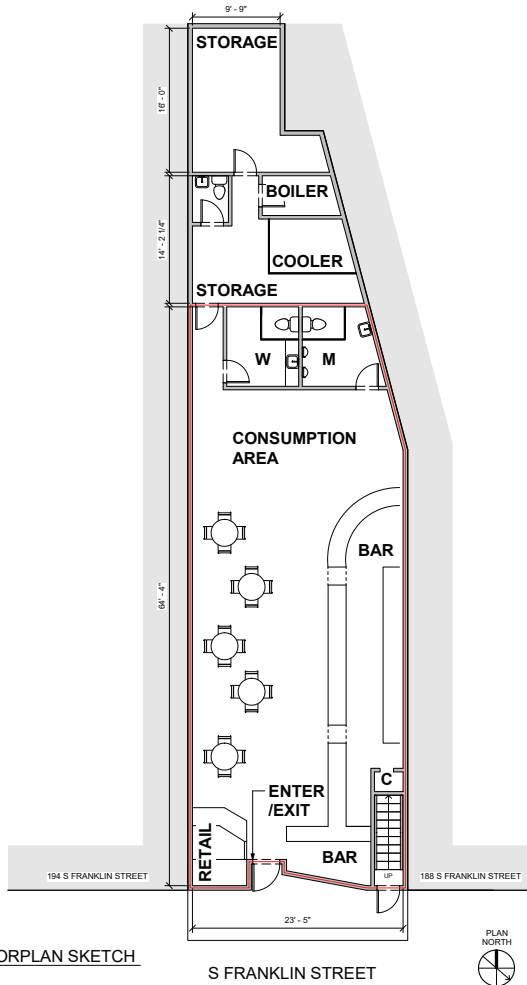 9' - 9"
STORAGE
16' - 0"
BOILER
14' - 2 1/4"
COOLER
STORAGE
W
M
CONSUMPTION
AREA
BAR
64' - 4"
C
ENTER
/EXIT
RETAIL
BAR
UP
194 S FRANKLIN STREET
188 S FRANKLIN STREET
23' - 5"
PLAN
NORTH
ORPLAN SKETCH
S FRANKLIN STREET